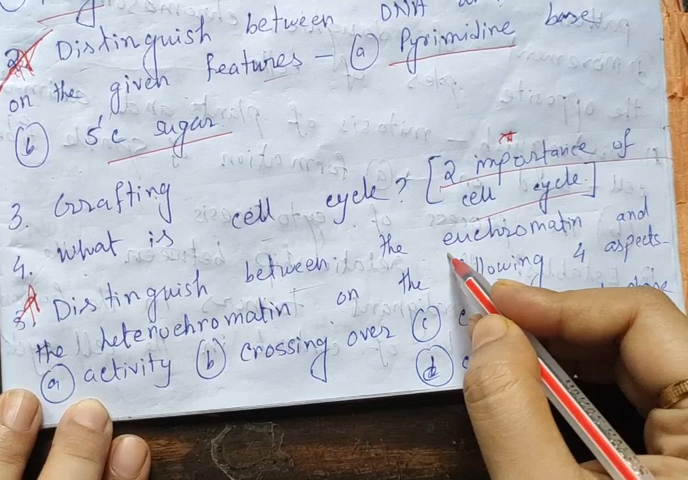 2. Distinguish between DNA
on the given features - (a) Pyrimidine base
(b) 5'c sugar
3. Grafting
4. What is cell cycle? [2 importance of
cell cycle]
5. Distinguish between the euchromatin and
the heterochromatin on the following 4 aspects-
(a) activity (b) crossing over (c)
(d)